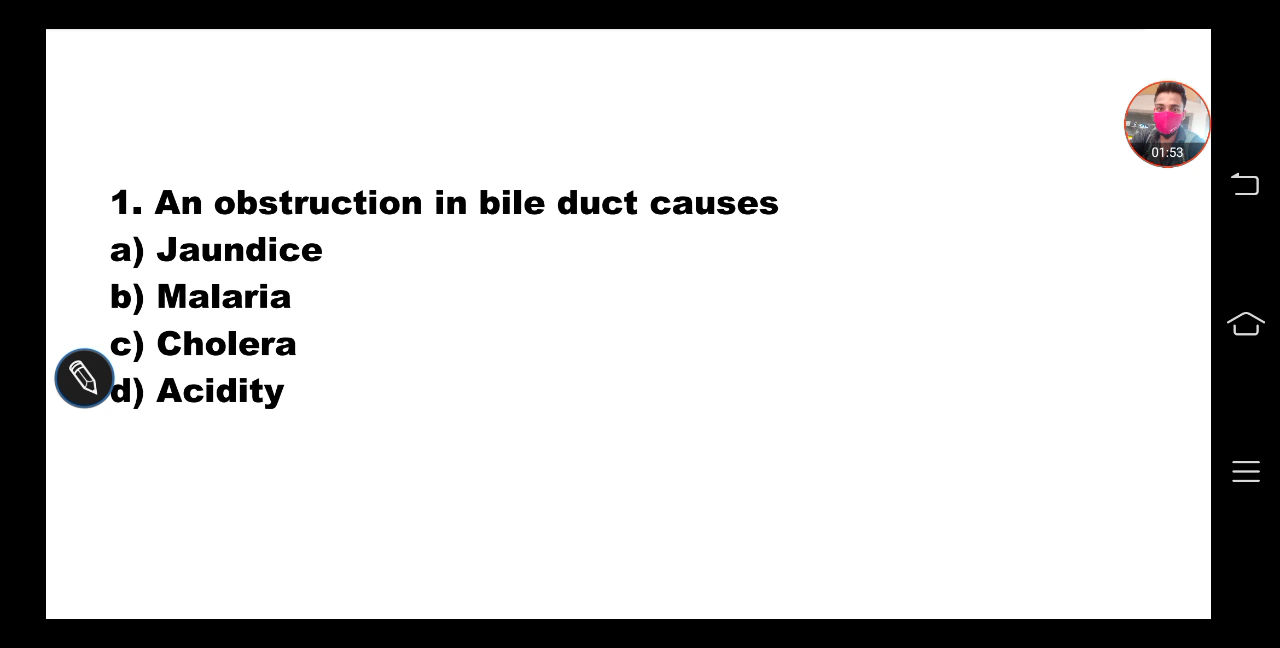 01:53
1. An obstruction in bile duct causes
a) Jaundice
b) Malaria
c) Cholera
d) Acidity